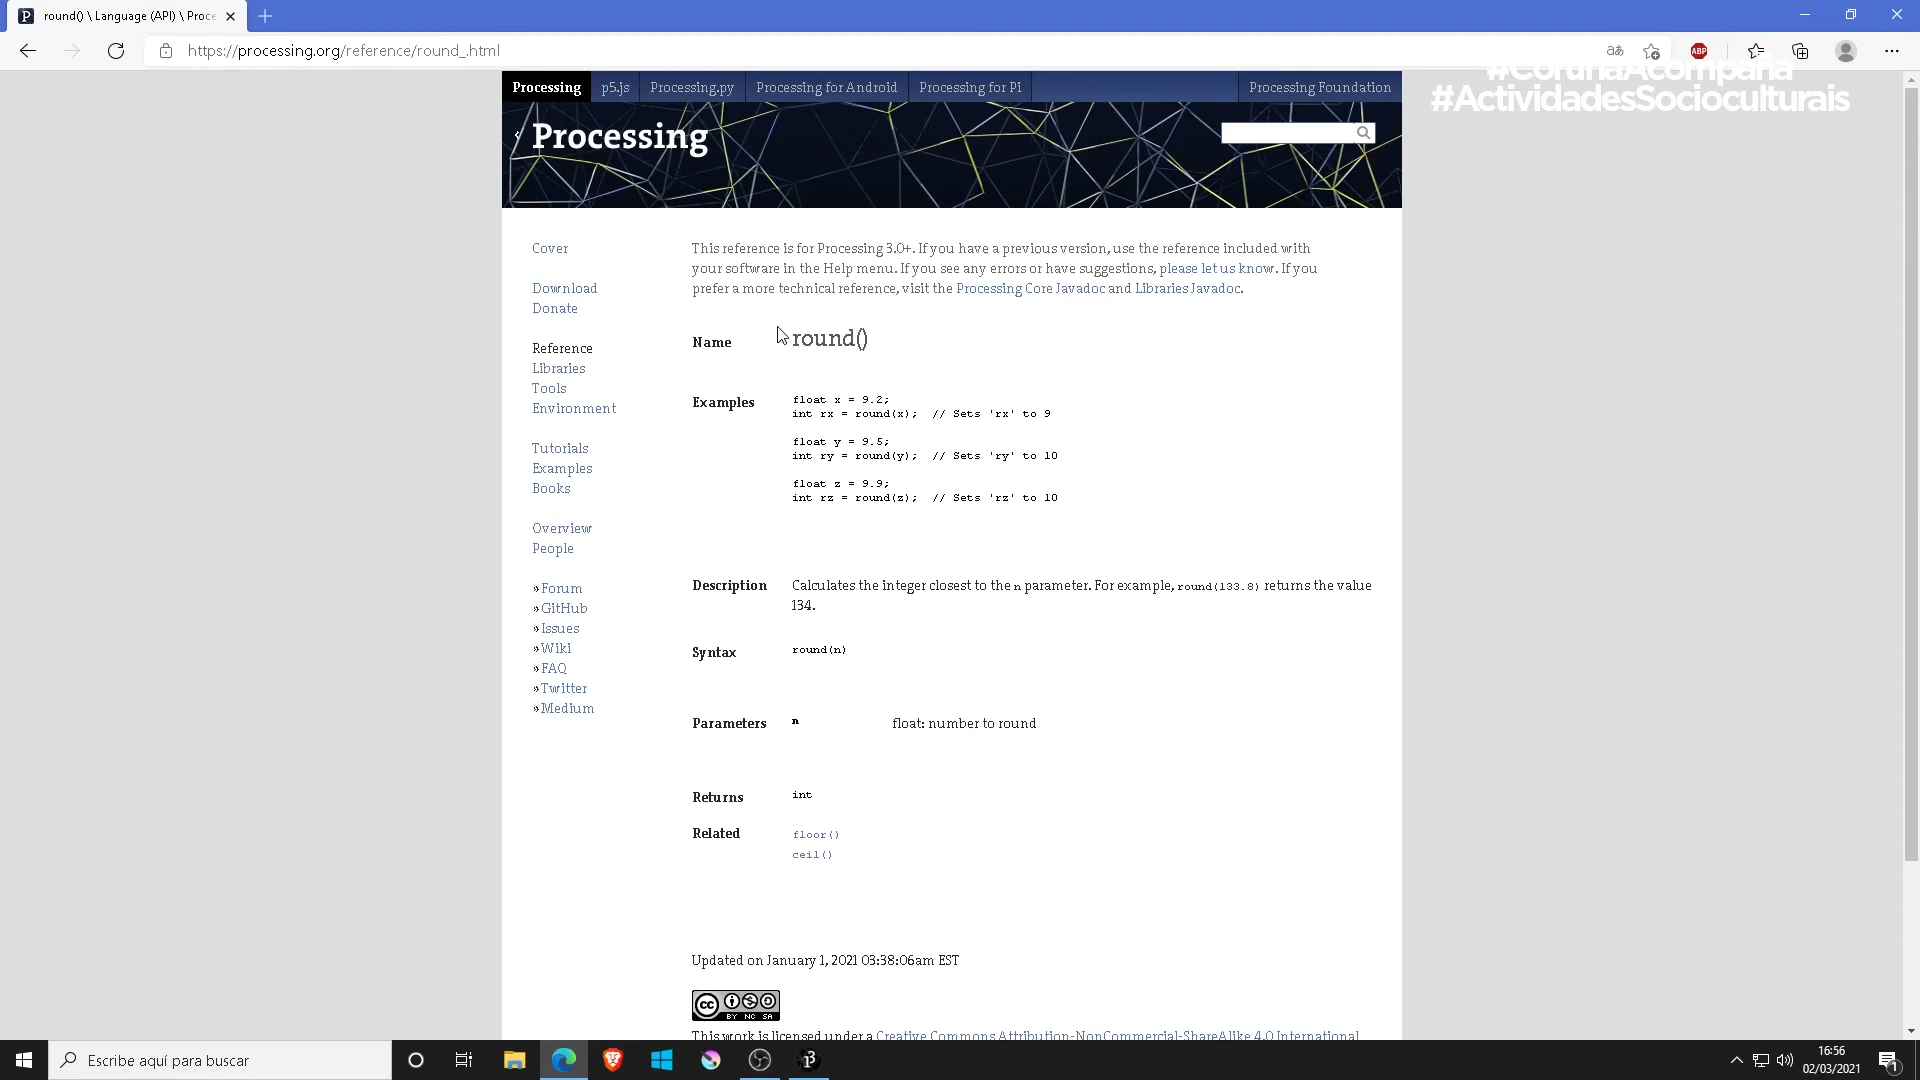 round() \ Language (API) \ Proce
https://processing.org/reference/round_.html
aあ
ABP
#CoruñaAcompaña
#ActividadesSocioculturais
Processing
p5.js
Processing.py
Processing for Android
Processing for Pi
Processing Foundation
Processing
Cover
Download
Donate
Reference
Libraries
Tools
Environment
Tutorials
Examples
Books
Overview
People
» Forum
» GitHub
» Issues
» Wiki
» FAQ
» Twitter
» Medium
This reference is for Processing 3.0+. If you have a previous version, use the reference included with
your software in the Help menu. If you see any errors or have suggestions, please let us know. If you
prefer a more technical reference, visit the Processing Core Javadoc and Libraries Javadoc.
Name round()
Examples float x = 9.2;
int rx = round(x);  // Sets 'rx' to 9
float y = 9.5;
int ry = round(y);  // Sets 'ry' to 10
float z = 9.9;
int rz = round(z);  // Sets 'rz' to 10
Description Calculates the integer closest to the n parameter. For example, round(133.8) returns the value
134.
Syntax round(n)
Parameters n float: number to round
Returns int
Related floor()
ceil()
Updated on January 1, 2021 03:38:06am EST
cc BY NC SA
This work is licensed under a Creative Commons Attribution-NonCommercial-ShareAlike 4.0 International
Escribe aquí para buscar
16:56
02/03/2021
1